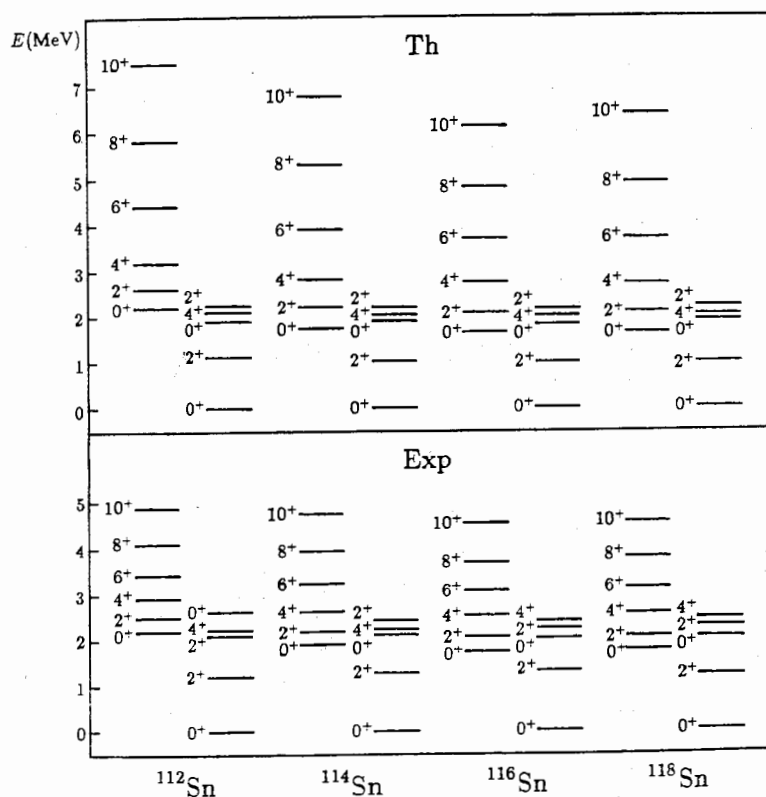 E(MeV) Th
10⁺
7 10⁺ 10⁺ 10⁺
6 8⁺
5 8⁺ 8⁺ 8⁺
4 6⁺ 6⁺ 6⁺ 6⁺
3 4⁺ 4⁺ 4⁺ 4⁺
2⁺ 2⁺ 2⁺ 2⁺ 2⁺ 2⁺ 2⁺ 2⁺
0⁺ 4⁺ 4⁺ 4⁺ 4⁺
2 0⁺ 0⁺ 0⁺ 0⁺ 0⁺ 0⁺ 0⁺
1 2⁺ 2⁺ 2⁺ 2⁺
0 0⁺ 0⁺ 0⁺ 0⁺
Exp
5 10⁺ 10⁺ 10⁺ 10⁺
4 8⁺ 8⁺ 8⁺ 8⁺
6⁺ 6⁺ 6⁺ 6⁺
3 4⁺ 0⁺ 4⁺ 2⁺ 4⁺ 4⁺ 4⁺ 4⁺
2⁺ 4⁺ 2⁺ 4⁺ 2⁺ 2⁺ 2⁺ 2⁺
2 0⁺ 2⁺ 0⁺ 0⁺ 0⁺ 0⁺ 0⁺ 0⁺
1 2⁺ 2⁺ 2⁺ 2⁺
0 0⁺ 0⁺ 0⁺ 0⁺
¹¹²Sn ¹¹⁴Sn ¹¹⁶Sn ¹¹⁸Sn